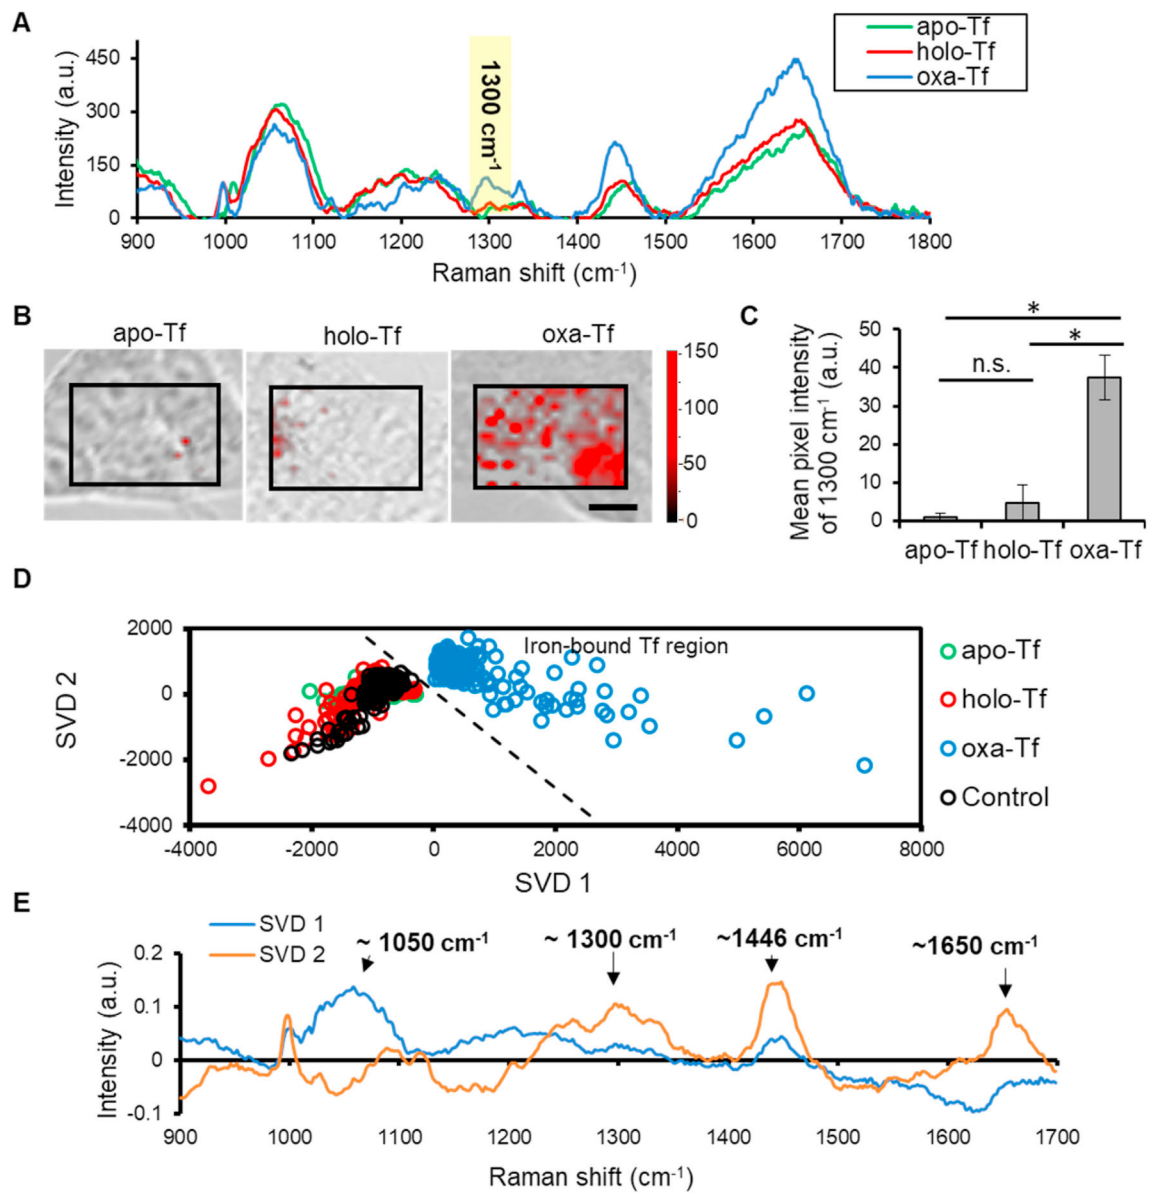 A
apo-Tf
holo-Tf
oxa-Tf
Intensity (a.u.)
450
300
150
0
1300 cm-1
900 1000 1100 1200 1300 1400 1500 1600 1700 1800
Raman shift (cm-1)
B
apo-Tf holo-Tf oxa-Tf
150
100
50
0
C
Mean pixel intensity
of 1300 cm-1 (a.u.)
50
40
30
20
10
0
*
*
n.s.
apo-Tf holo-Tf oxa-Tf
D
SVD 2
2000
0
-2000
-4000
Iron-bound Tf region
-4000 -2000 0 2000 4000 6000 8000
SVD 1
apo-Tf
holo-Tf
oxa-Tf
Control
E
SVD 1
SVD 2
~ 1050 cm-1
~ 1300 cm-1
~1446 cm-1
~1650 cm-1
Intensity (a.u.)
0.2
0.1
0
-0.1
900 1000 1100 1200 1300 1400 1500 1600 1700
Raman shift (cm-1)